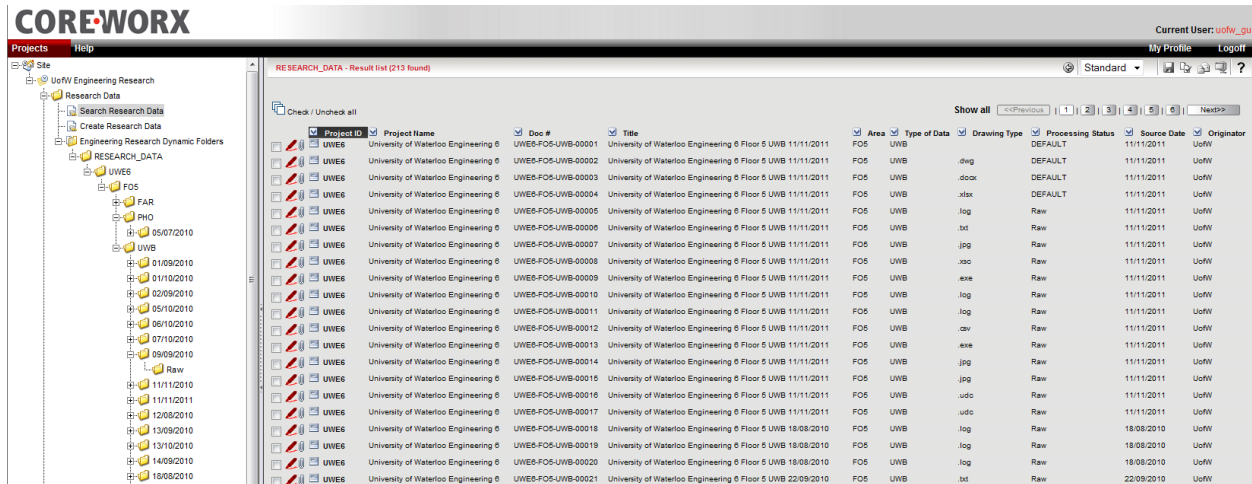 CORE·WORX
Current User: uofw_gu
Projects Help My Profile Logoff
Site
UofW Engineering Research
Research Data
Search Research Data
Create Research Data
Engineering Research Dynamic Folders
RESEARCH_DATA
UWE6
FO5
FAR
PHO
05/07/2010
UWB
01/09/2010
01/10/2010
02/09/2010
05/10/2010
06/10/2010
07/10/2010
09/09/2010
Raw
11/11/2010
11/11/2011
12/08/2010
13/09/2010
13/10/2010
14/09/2010
18/08/2010
RESEARCH_DATA - Result list (213 found) Standard ?
Check / Uncheck all Show all <<Previous | 1 | 2 | 3 | 4 | 5 | 6 | Next>>
Project ID Project Name Doc # Title Area Type of Data Drawing Type Processing Status Source Date Originator
UWE6 University of Waterloo Engineering 6 UWE6-FO5-UWB-00001 University of Waterloo Engineering 6 Floor 5 UWB 11/11/2011 FO5 UWB DEFAULT 11/11/2011 UofW
UWE6 University of Waterloo Engineering 6 UWE6-FO5-UWB-00002 University of Waterloo Engineering 6 Floor 5 UWB 11/11/2011 FO5 UWB .dwg DEFAULT 11/11/2011 UofW
UWE6 University of Waterloo Engineering 6 UWE6-FO5-UWB-00003 University of Waterloo Engineering 6 Floor 5 UWB 11/11/2011 FO5 UWB .docx DEFAULT 11/11/2011 UofW
UWE6 University of Waterloo Engineering 6 UWE6-FO5-UWB-00004 University of Waterloo Engineering 6 Floor 5 UWB 11/11/2011 FO5 UWB .xlsx DEFAULT 11/11/2011 UofW
UWE6 University of Waterloo Engineering 6 UWE6-FO5-UWB-00005 University of Waterloo Engineering 6 Floor 5 UWB 11/11/2011 FO5 UWB .log Raw 11/11/2011 UofW
UWE6 University of Waterloo Engineering 6 UWE6-FO5-UWB-00006 University of Waterloo Engineering 6 Floor 5 UWB 11/11/2011 FO5 UWB .txt Raw 11/11/2011 UofW
UWE6 University of Waterloo Engineering 6 UWE6-FO5-UWB-00007 University of Waterloo Engineering 6 Floor 5 UWB 11/11/2011 FO5 UWB .jpg Raw 11/11/2011 UofW
UWE6 University of Waterloo Engineering 6 UWE6-FO5-UWB-00008 University of Waterloo Engineering 6 Floor 5 UWB 11/11/2011 FO5 UWB .xsc Raw 11/11/2011 UofW
UWE6 University of Waterloo Engineering 6 UWE6-FO5-UWB-00009 University of Waterloo Engineering 6 Floor 5 UWB 11/11/2011 FO5 UWB .exe Raw 11/11/2011 UofW
UWE6 University of Waterloo Engineering 6 UWE6-FO5-UWB-00010 University of Waterloo Engineering 6 Floor 5 UWB 11/11/2011 FO5 UWB .log Raw 11/11/2011 UofW
UWE6 University of Waterloo Engineering 6 UWE6-FO5-UWB-00011 University of Waterloo Engineering 6 Floor 5 UWB 11/11/2011 FO5 UWB .log Raw 11/11/2011 UofW
UWE6 University of Waterloo Engineering 6 UWE6-FO5-UWB-00012 University of Waterloo Engineering 6 Floor 5 UWB 11/11/2011 FO5 UWB .csv Raw 11/11/2011 UofW
UWE6 University of Waterloo Engineering 6 UWE6-FO5-UWB-00013 University of Waterloo Engineering 6 Floor 5 UWB 11/11/2011 FO5 UWB .exe Raw 11/11/2011 UofW
UWE6 University of Waterloo Engineering 6 UWE6-FO5-UWB-00014 University of Waterloo Engineering 6 Floor 5 UWB 11/11/2011 FO5 UWB .jpg Raw 11/11/2011 UofW
UWE6 University of Waterloo Engineering 6 UWE6-FO5-UWB-00015 University of Waterloo Engineering 6 Floor 5 UWB 11/11/2011 FO5 UWB .jpg Raw 11/11/2011 UofW
UWE6 University of Waterloo Engineering 6 UWE6-FO5-UWB-00016 University of Waterloo Engineering 6 Floor 5 UWB 11/11/2011 FO5 UWB .udc Raw 11/11/2011 UofW
UWE6 University of Waterloo Engineering 6 UWE6-FO5-UWB-00017 University of Waterloo Engineering 6 Floor 5 UWB 11/11/2011 FO5 UWB .udc Raw 11/11/2011 UofW
UWE6 University of Waterloo Engineering 6 UWE6-FO5-UWB-00018 University of Waterloo Engineering 6 Floor 5 UWB 18/08/2010 FO5 UWB .log Raw 18/08/2010 UofW
UWE6 University of Waterloo Engineering 6 UWE6-FO5-UWB-00019 University of Waterloo Engineering 6 Floor 5 UWB 18/08/2010 FO5 UWB .log Raw 18/08/2010 UofW
UWE6 University of Waterloo Engineering 6 UWE6-FO5-UWB-00020 University of Waterloo Engineering 6 Floor 5 UWB 18/08/2010 FO5 UWB .log Raw 18/08/2010 UofW
UWE6 University of Waterloo Engineering 6 UWE6-FO5-UWB-00021 University of Waterloo Engineering 6 Floor 5 UWB 22/09/2010 FO5 UWB .txt Raw 22/09/2010 UofW